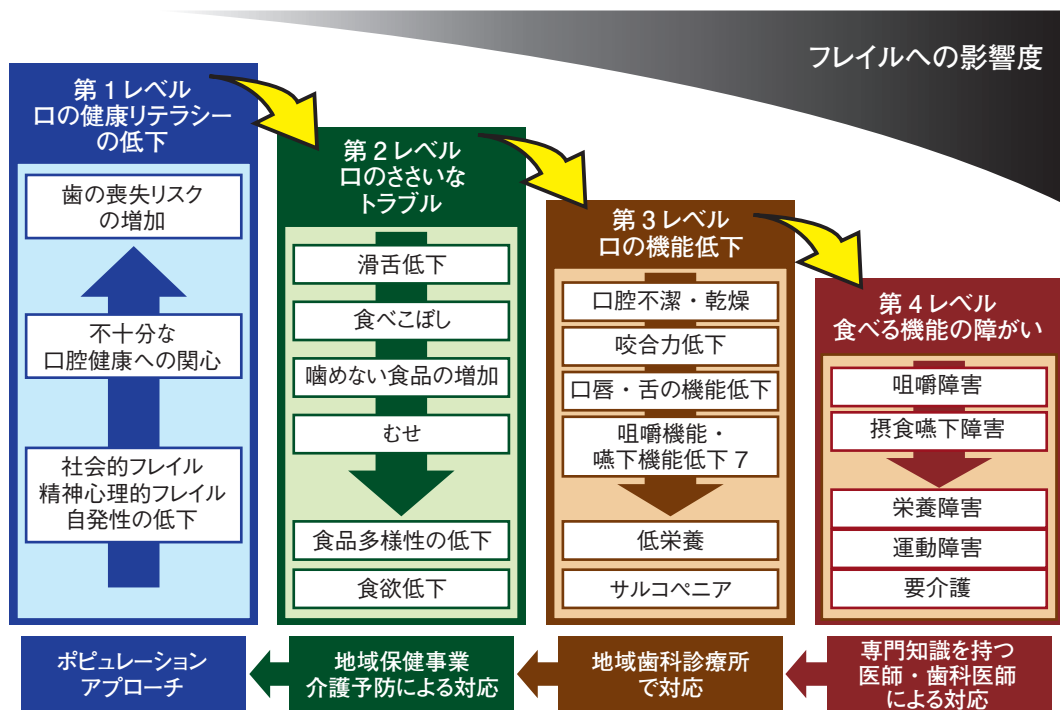 フレイルへの影響度
第1レベル
口の健康リテラシー
の低下
歯の喪失リスク
の増加
不十分な
口腔健康への関心
社会的フレイル
精神心理的フレイル
自発性の低下
ポピュレーション
アプローチ
第2レベル
口のささいな
トラブル
滑舌低下
食べこぼし
噛めない食品の増加
むせ
食品多様性の低下
食欲低下
地域保健事業
介護予防による対応
第3レベル
口の機能低下
口腔不潔・乾燥
咬合力低下
口唇・舌の機能低下
咀嚼機能・
嚥下機能低下 7
低栄養
サルコペニア
地域歯科診療所
で対応
第4レベル
食べる機能の障がい
咀嚼障害
摂食嚥下障害
栄養障害
運動障害
要介護
専門知識を持つ
医師・歯科医師
による対応